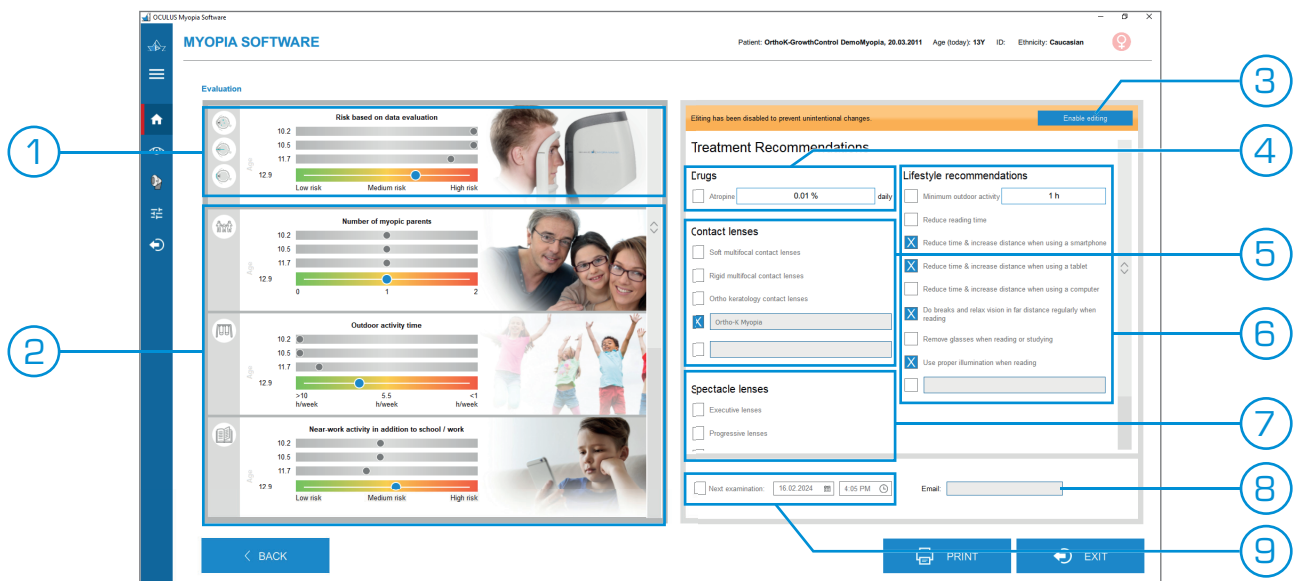 OCULUS Myopia Software
MYOPIA SOFTWARE
Patient: OrthoK-GrowthControl DemoMyopia, 20.03.2011 Age (today): 13Y ID: Ethnicity: Caucasian
Evaluation
1
Risk based on data evaluation
Age
10.2
10.5
11.7
12.9
Low risk Medium risk High risk
2
Number of myopic parents
Age
10.2
10.5
11.7
12.9
0 1 2
Outdoor activity time
Age
10.2
10.5
11.7
12.9
>10 5.5 <1
h/week h/week h/week
Near-work activity in addition to school / work
Age
10.2
10.5
11.7
12.9
Low risk Medium risk High risk
Eliting has been disabled to prevent unintentional changes.
Enable editing
3
Treatment Recommendations
4
Drugs
Atropine 0.01 % daily
Contact lenses
Soft multifocal contact lenses
Rigid multifocal contact lenses
Ortho keratology contact lenses
X Ortho-K Myopia
5
Spectacle lenses
Executive lenses
Progressive lenses
7
Lifestyle recommendations
Minimum outdoor activity 1 h
Reduce reading time
X Reduce time & increase distance when using a smartphone
X Reduce time & increase distance when using a tablet
Reduce time & increase distance when using a computer
X Do breaks and relax vision in far distance regularly when
reading
Remove glasses when reading or studying
X Use proper illumination when reading
6
Next examination: 16.02.2024 4:05 PM
Email:
8
9
< BACK
PRINT
EXIT